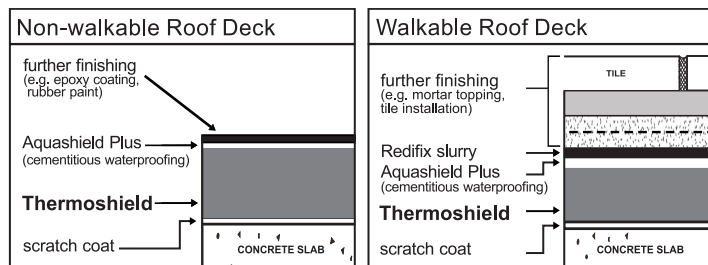 Non-walkable Roof Deck
further finishing
(e.g. epoxy coating,
rubber paint)
Aquashield Plus
(cementitious waterproofing)
Thermoshield
scratch coat
CONCRETE SLAB
Walkable Roof Deck
TILE
further finishing
(e.g. mortar topping,
tile installation)
Redifix slurry
Aquashield Plus
(cementitious waterproofing)
Thermoshield
scratch coat
CONCRETE SLAB